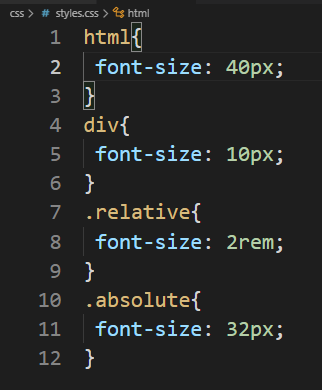 css > # styles.css > html
1 html{
2 font-size: 40px;
3 }
4 div{
5 font-size: 10px;
6 }
7 .relative{
8 font-size: 2rem;
9 }
10 .absolute{
11 font-size: 32px;
12 }